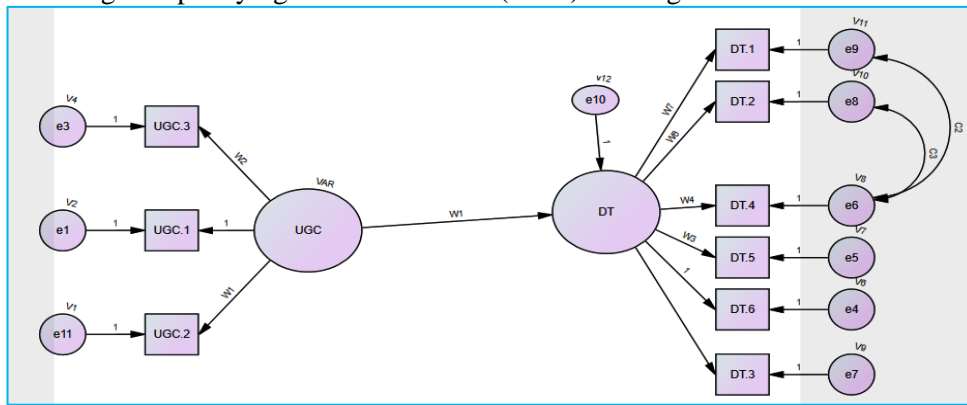 V4
e3
1
UGC.3
W2
V2
e1
1
UGC.1
1
V1
e11
1
UGC.2
W1
VAR
UGC
W1
v12
e10
1
DT
W7
DT.1
1
V11
e9
W6
DT.2
1
V10
e8
W4
DT.4
1
V8
e6
W3
DT.5
1
V7
e5
1
DT.6
1
V6
e4
DT.3
1
V9
e7
C2
C3